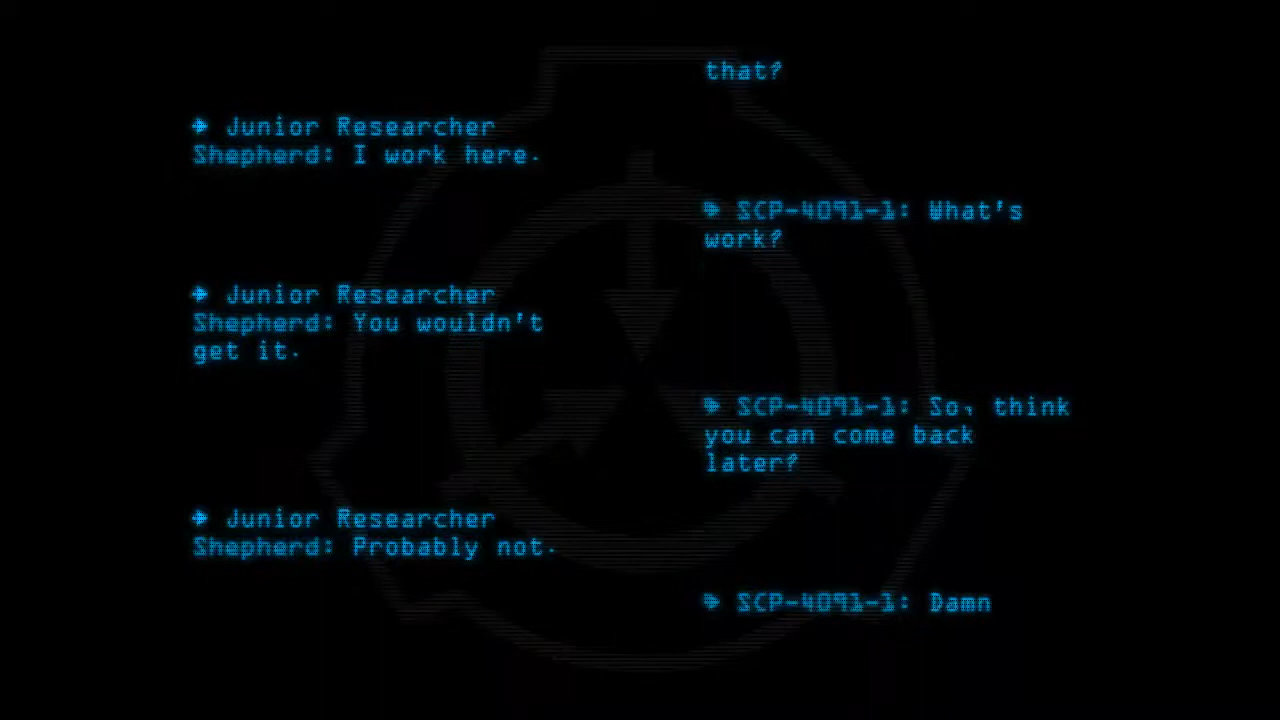 that?
→ Junior Researcher
Shepherd: I work here.
→ SCP-4091-1: What's
work?
→ Junior Researcher
Shepherd: You wouldn't
get it.
→ SCP-4091-1: So, think
you can come back
later?
→ Junior Researcher
Shepherd: Probably not.
→ SCP-4091-1: Damn